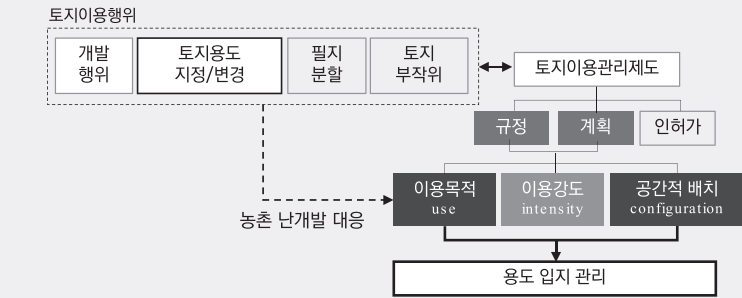 토지이용행위
개발
행위
토지용도
지정/변경
필지
분할
토지
부작위
토지이용관리제도
규정
계획
인허가
이용목적
use
이용강도
intensity
공간적 배치
configuration
농촌 난개발 대응
용도 입지 관리